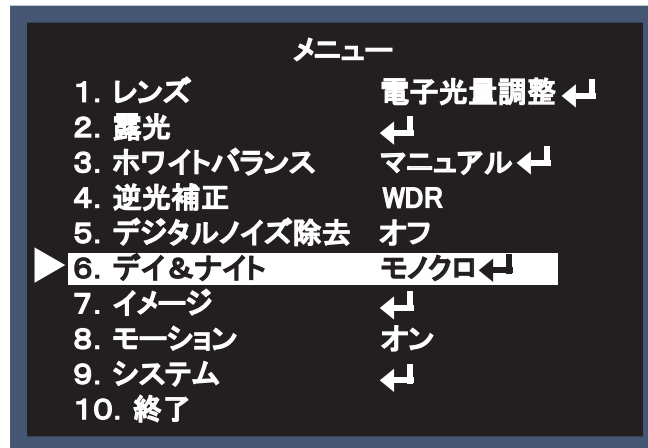 メニュー
1. レンズ 電子光量調整↵
2. 露光 ↵
3. ホワイトバランス マニュアル↵
4. 逆光補正 WDR
5. デジタルノイズ除去 オフ
▶6. デイ&ナイト モノクロ↵
7. イメージ ↵
8. モーション オン
9. システム ↵
10. 終了